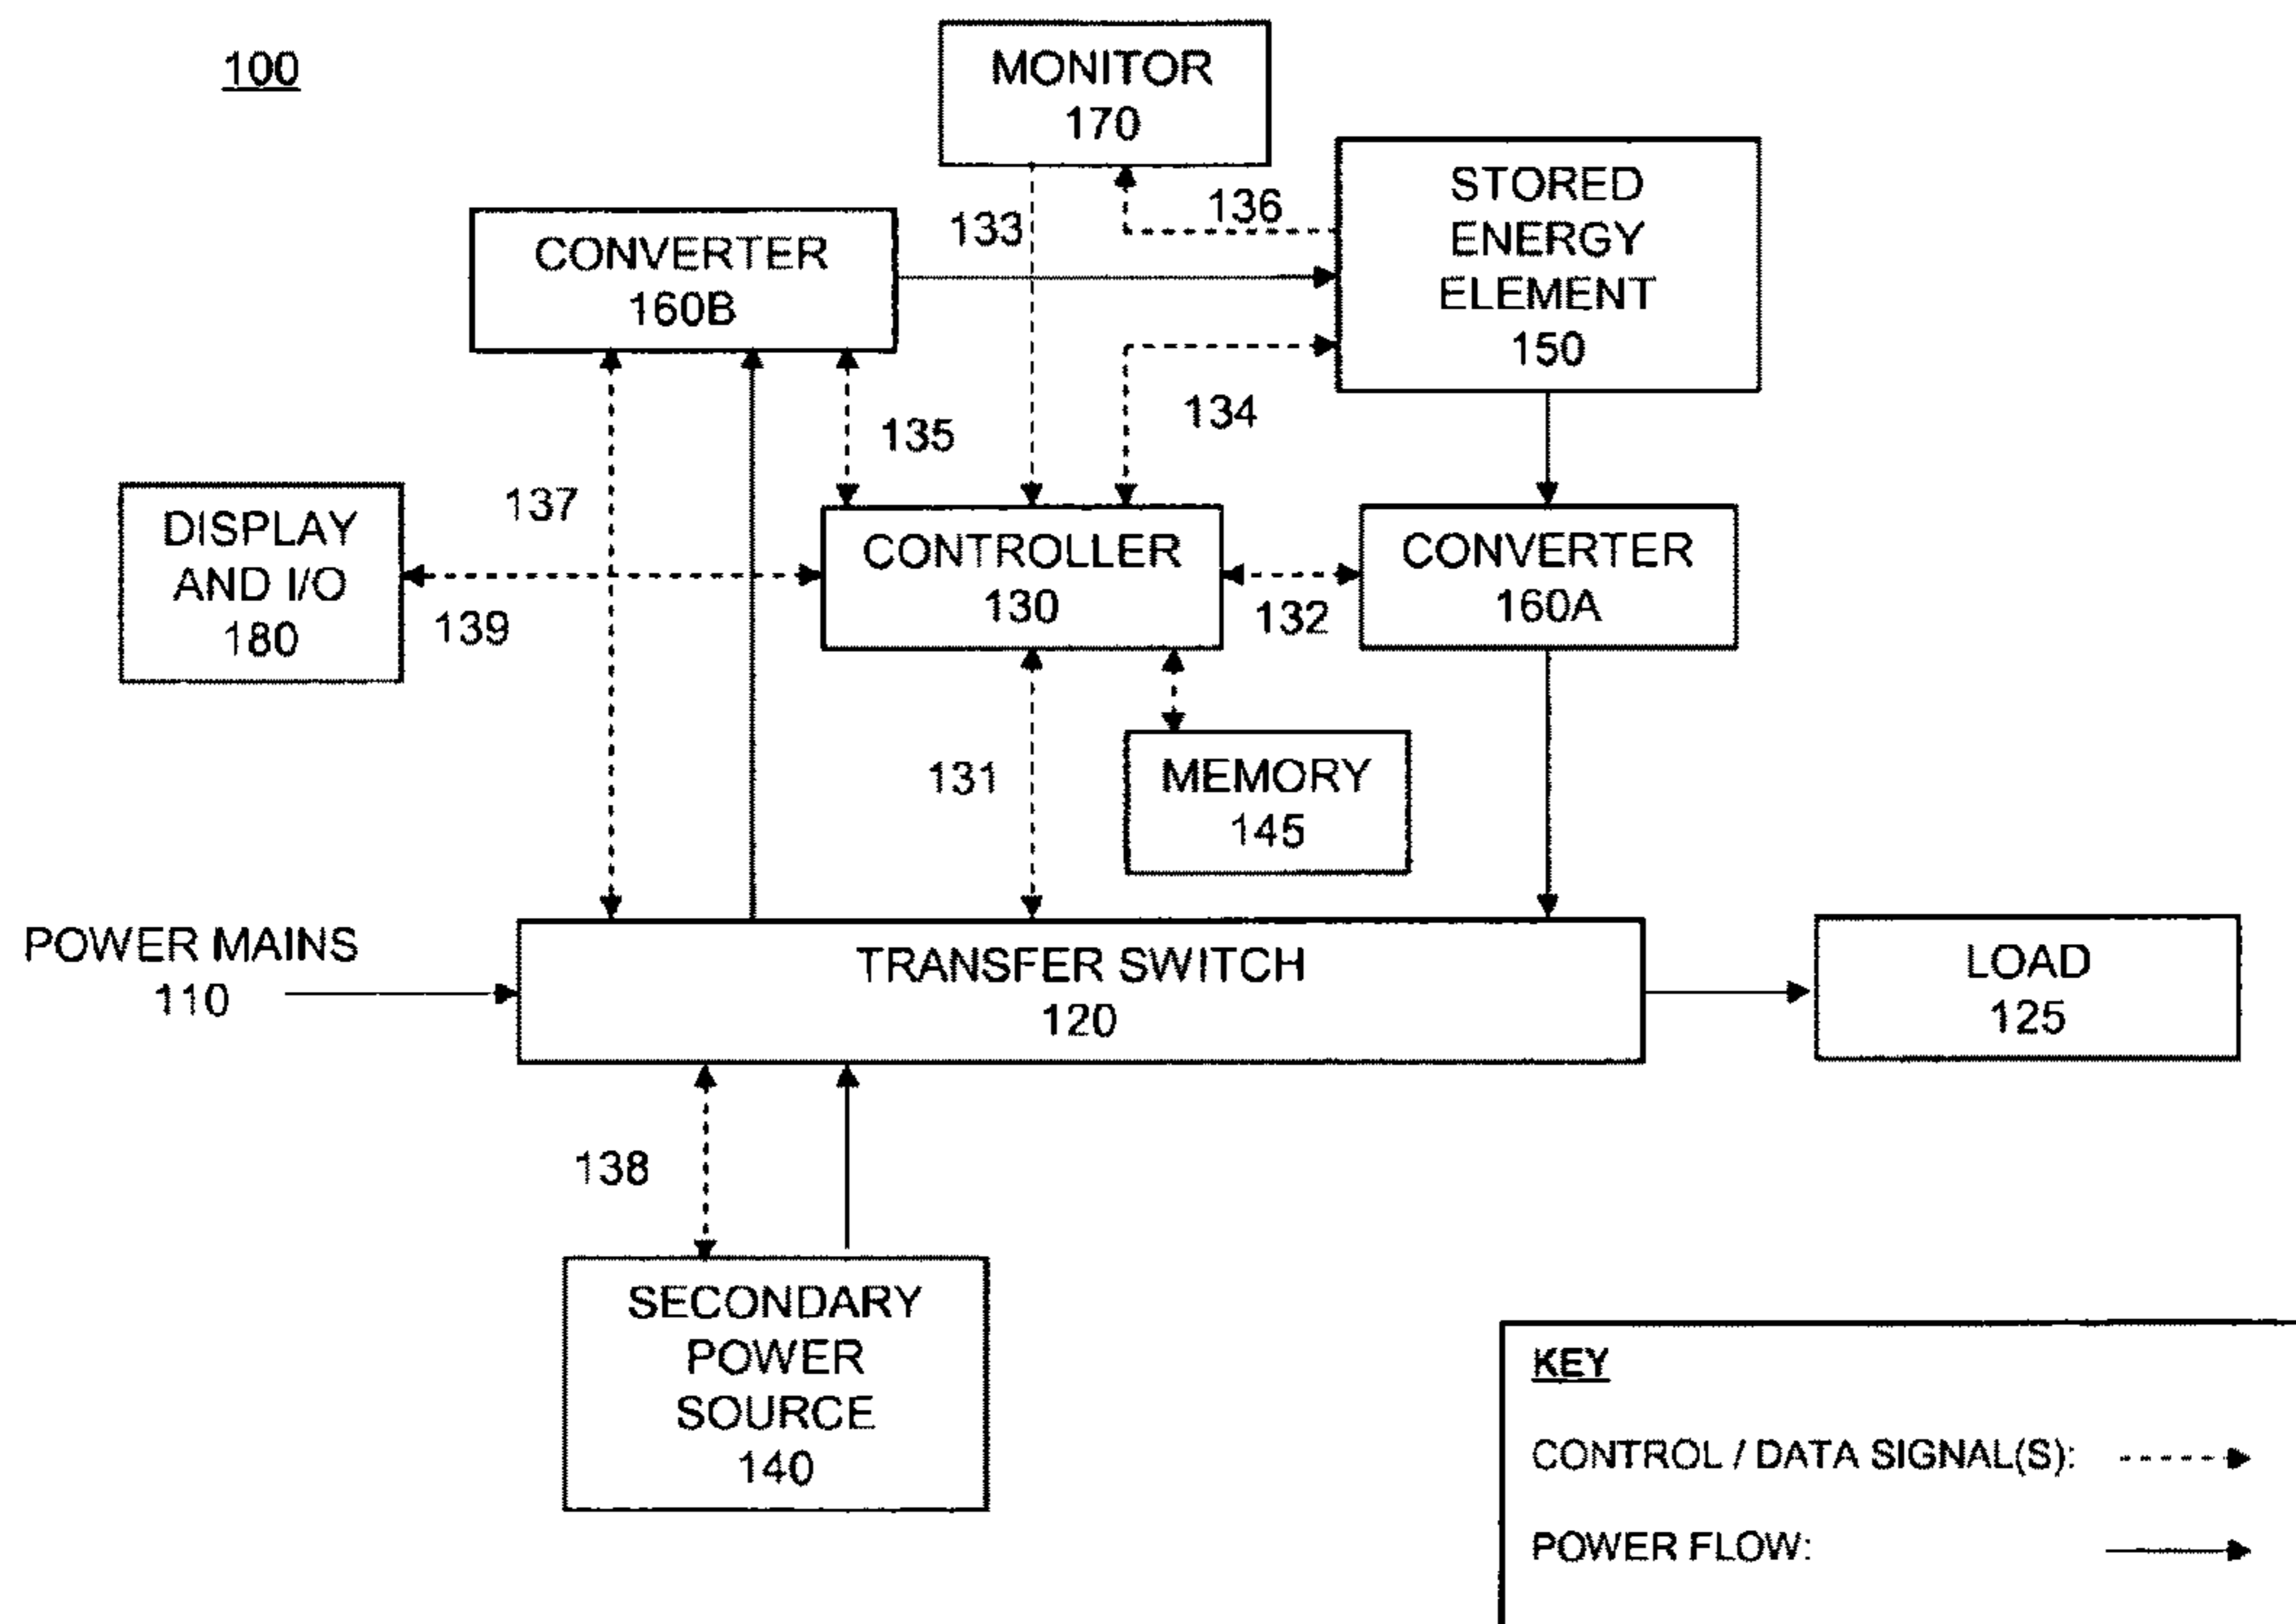 100
MONITOR
170
STORED
ENERGY
ELEMENT
150
133
136
CONVERTER
160B
134
135
137
DISPLAY
AND I/O
180
139
CONTROLLER
130
132
CONVERTER
160A
131
MEMORY
145
POWER MAINS
110
TRANSFER SWITCH
120
LOAD
125
138
SECONDARY
POWER
SOURCE
140
KEY
CONTROL / DATA SIGNAL(S):
POWER FLOW: